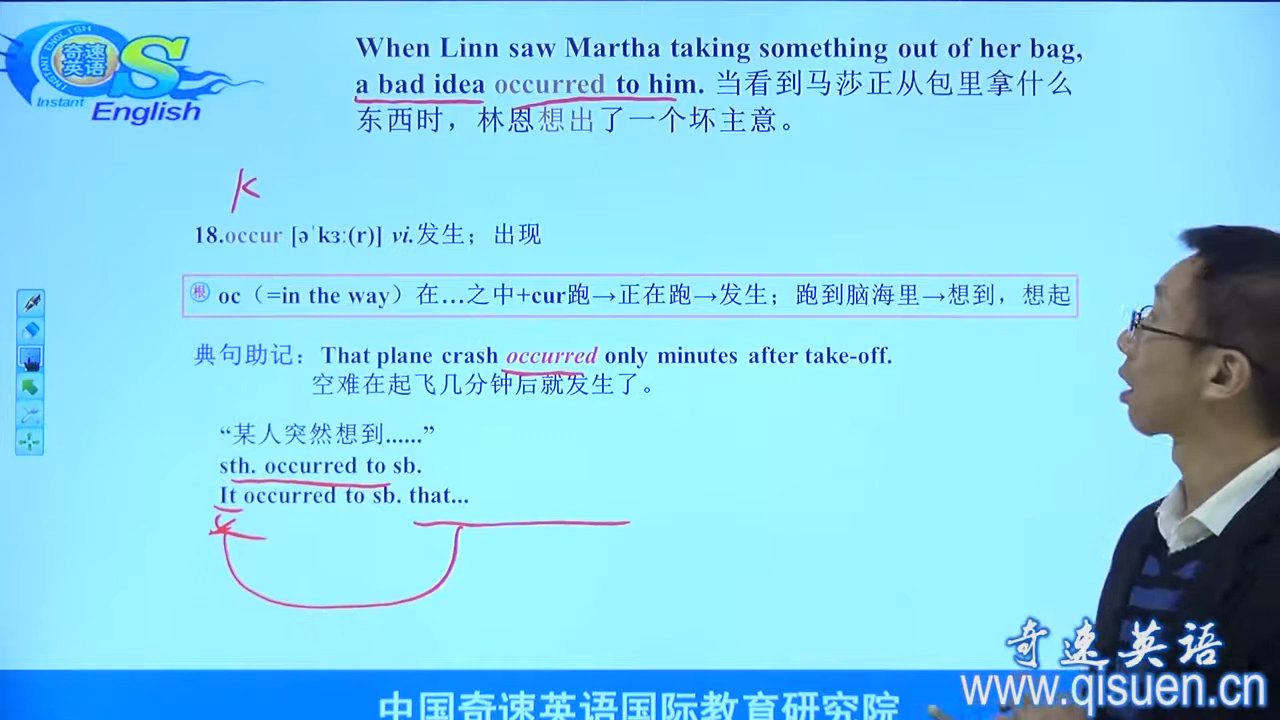 INSTANT ENGLISH
奇速
英语
S
Instant
English
When Linn saw Martha taking something out of her bag,
a bad idea occurred to him. 当看到马莎正从包里拿什么
东西时，林恩想出了一个坏主意。
K
18.occur [əˈkɜː(r)] vi.发生；出现
根 oc（=in the way）在…之中+cur跑→正在跑→发生；跑到脑海里→想到，想起
典句助记：That plane crash occurred only minutes after take-off.
空难在起飞几分钟后就发生了。
“某人突然想到……”
sth. occurred to sb.
It occurred to sb. that...
奇速英语
www.qisuen.cn
中国奇速英语国际教育研究院